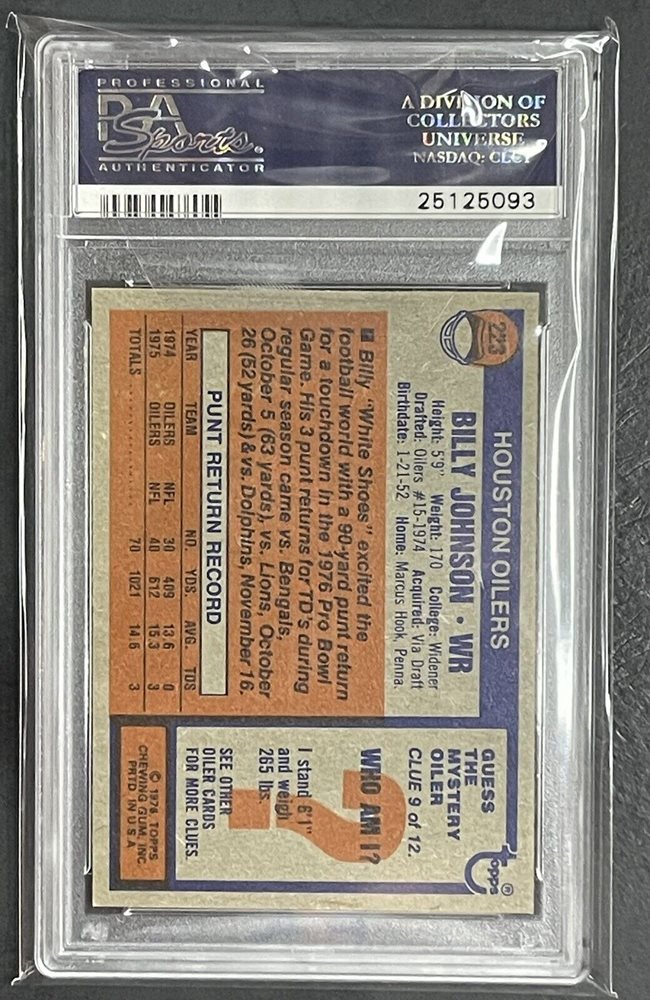 PROFESSIONAL
PSA
Sports
AUTHENTICATOR
A DIVISION OF
COLLECTORS
UNIVERSE
NASDAQ: CLCT
25125093
223
HOUSTON OILERS
BILLY JOHNSON • WR
Height: 5'9" Weight: 170 College: Widener
Drafted: Oilers #15-1974 Acquired: Via Draft
Birthdate: 1-21-52 Home: Marcus Hook, Penna.
■ Billy "White Shoes" excited the
football world with a 90-yard punt return
for a touchdown in the 1976 Pro Bowl
Game. His 3 punt returns for TD's during
regular season came vs. Bengals,
October 5 (63 yards), vs. Lions, October
26 (52 yards) & vs. Dolphins, November 16.
PUNT RETURN RECORD
YEAR TEAM NO. YDS. AVG. TDS
1974 OILERS NFL 30 409 13.6 0
1975 OILERS NFL 40 612 15.3 3
TOTALS 70 1021 14.6 3
topps®
GUESS
THE
MYSTERY
OILER
CLUE 9 of 12.
?
WHO AM I?
I stand 6'1"
and weigh
265 lbs.
SEE OTHER
OILER CARDS
FOR MORE CLUES.
© 1976 TOPPS
CHEWING GUM, INC.
PRTD IN U S A